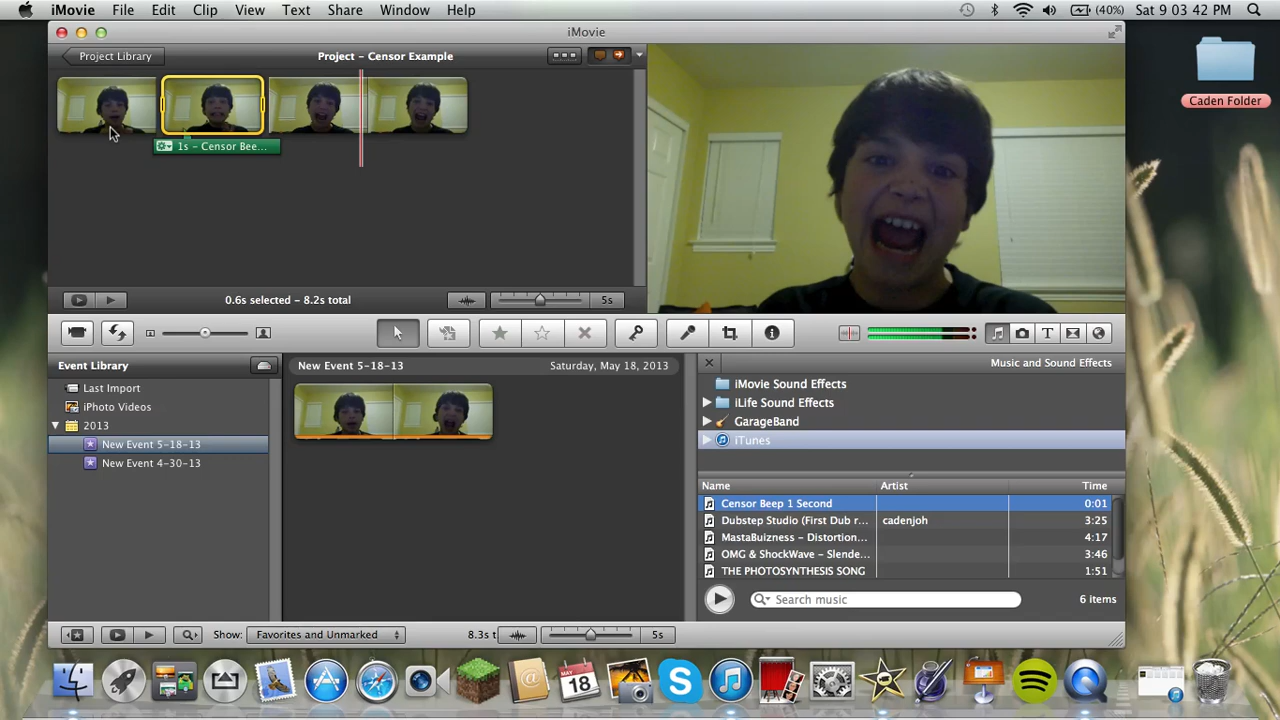 iMovie File Edit Clip View Text Share Window Help (40%) Sat 9 03 42 PM
iMovie
Project Library Project - Censor Example
Caden Folder
1s - Censor Bee...
0.6s selected - 8.2s total 5s
Event Library New Event 5-18-13 Saturday, May 18, 2013 Music and Sound Effects
Last Import
iPhoto Videos
2013
New Event 5-18-13
New Event 4-30-13
iMovie Sound Effects
iLife Sound Effects
GarageBand
iTunes
Name Artist Time
Censor Beep 1 Second 0:01
Dubstep Studio (First Dub r... cadenjoh 3:25
MastaBuizness - Distortion... 4:17
OMG & ShockWave - Slende... 3:46
THE PHOTOSYNTHESIS SONG 1:51
Search music 6 items
Show: Favorites and Unmarked 8.3s t 5s
MAY
18